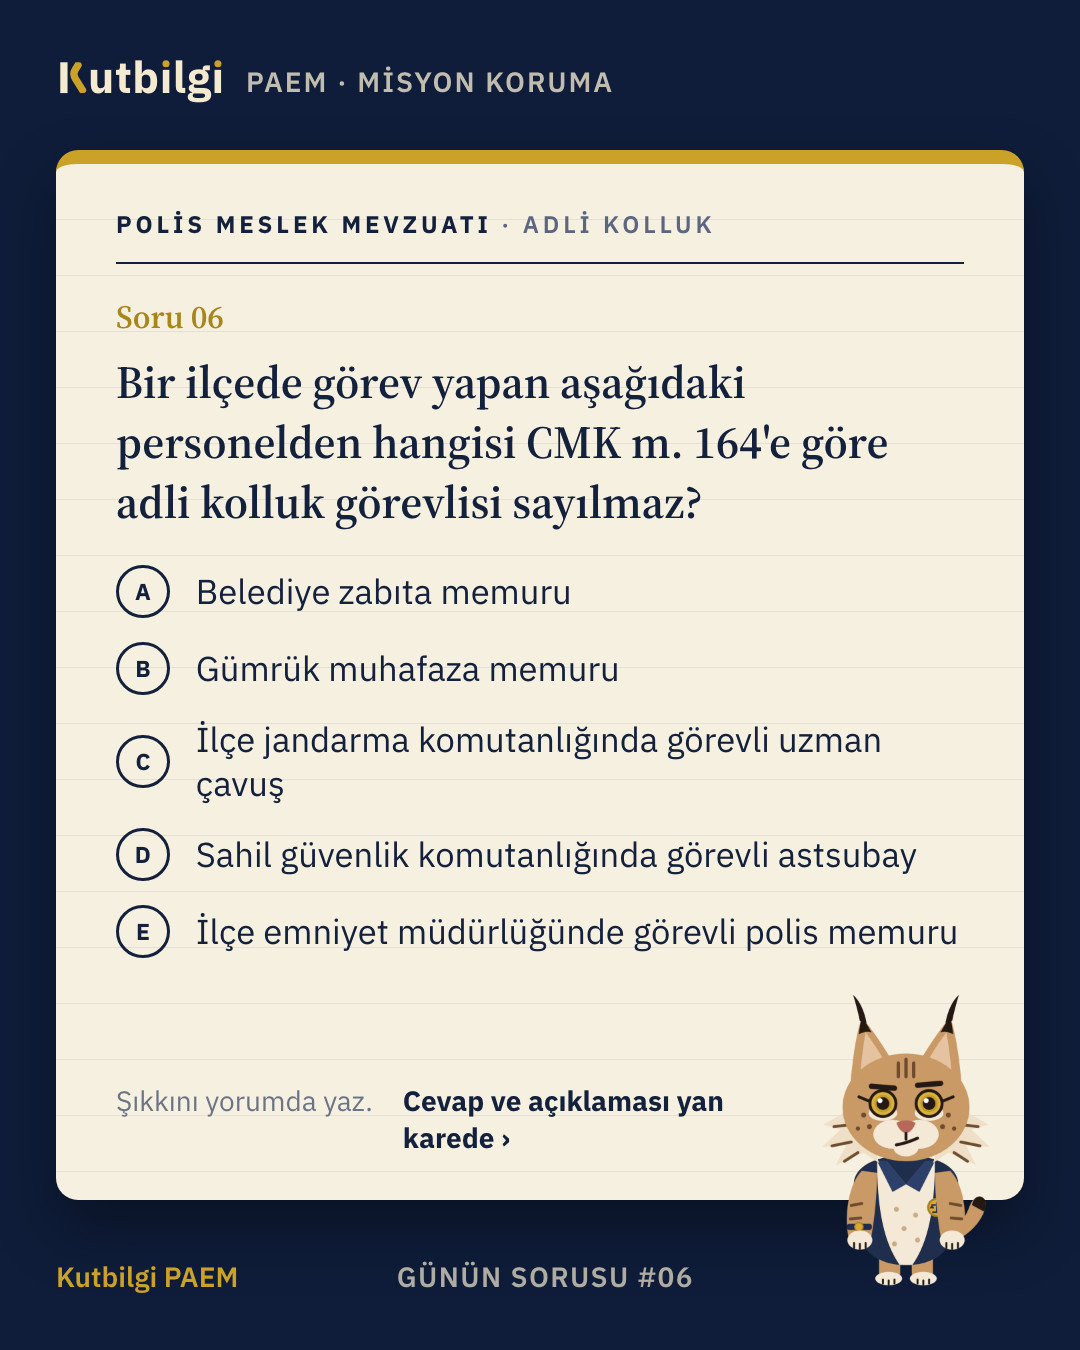 Kutbilgi PAEM · MİSYON KORUMA
POLİS MESLEK MEVZUATI · ADLİ KOLLUK
Soru 06
Bir ilçede görev yapan aşağıdaki
personelden hangisi CMK m. 164'e göre
adli kolluk görevlisi sayılmaz?
A Belediye zabıta memuru
B Gümrük muhafaza memuru
C İlçe jandarma komutanlığında görevli uzman
çavuş
D Sahil güvenlik komutanlığında görevli astsubay
E İlçe emniyet müdürlüğünde görevli polis memuru
Şıkkını yorumda yaz. Cevap ve açıklaması yan
karede ›
Kutbilgi PAEM GÜNÜN SORUSU #06